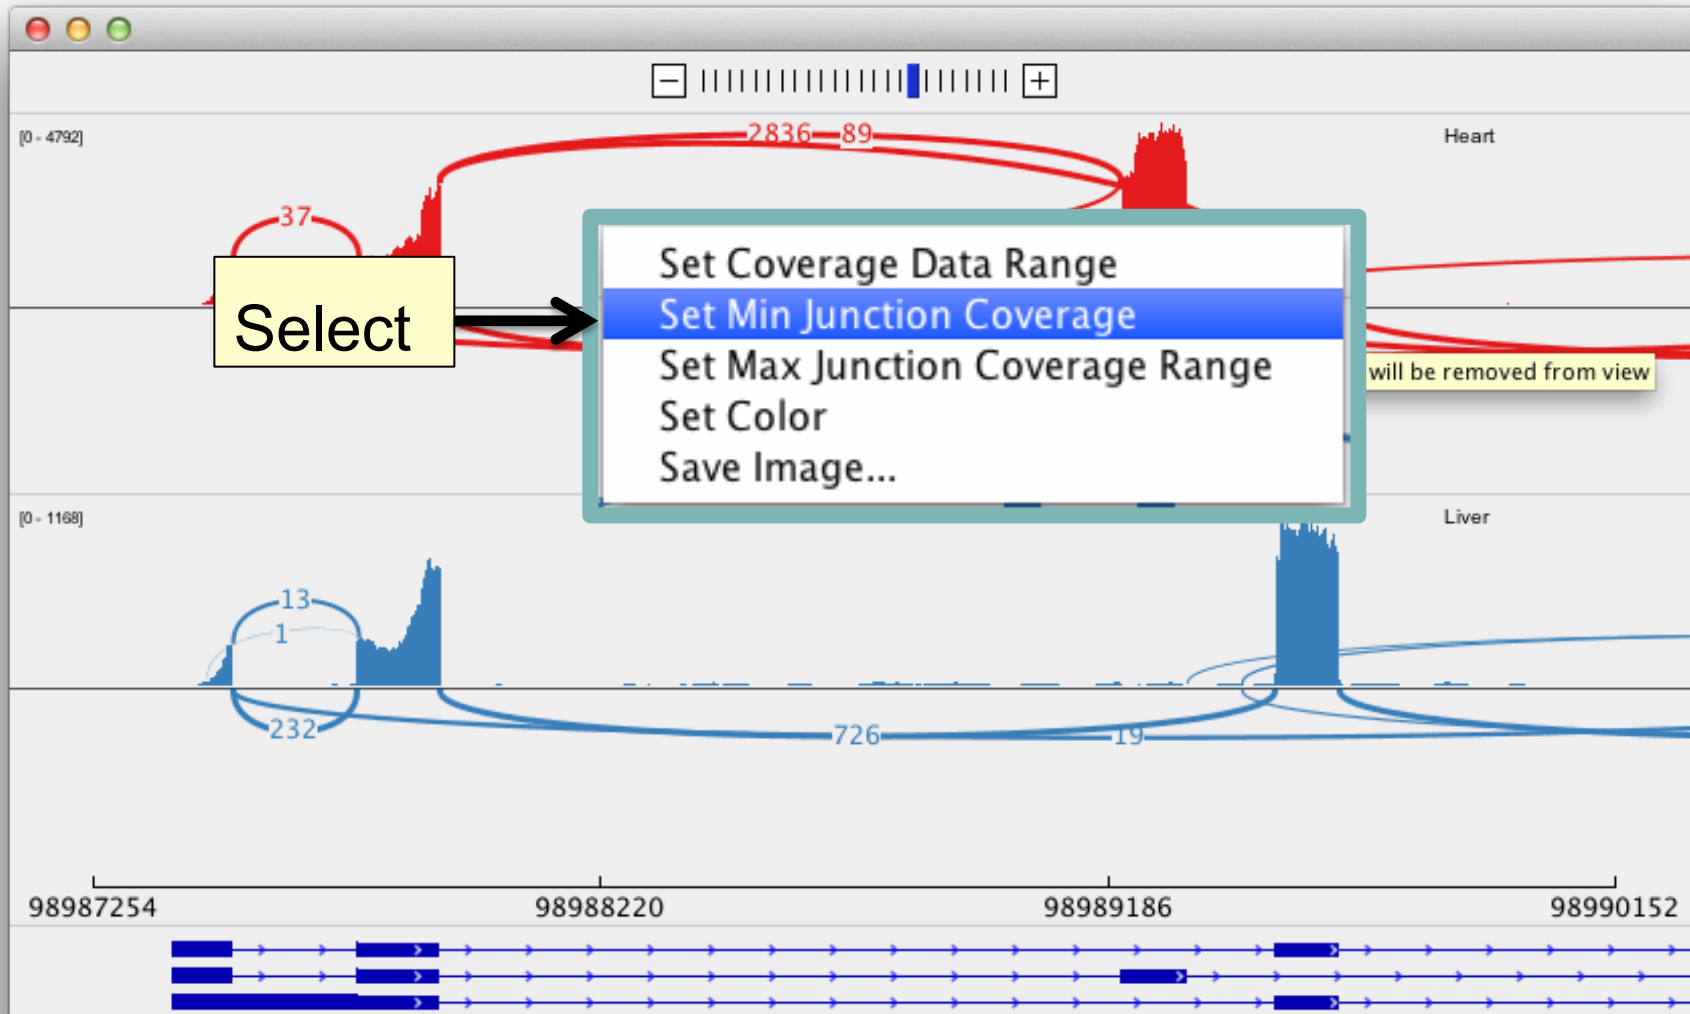 [0 - 4792]
2836 89
Heart
37
Select
Set Coverage Data Range
Set Min Junction Coverage
Set Max Junction Coverage Range
Set Color
Save Image...
will be removed from view
[0 - 1168]
Liver
13
1
232
726
19
98987254 98988220 98989186 98990152